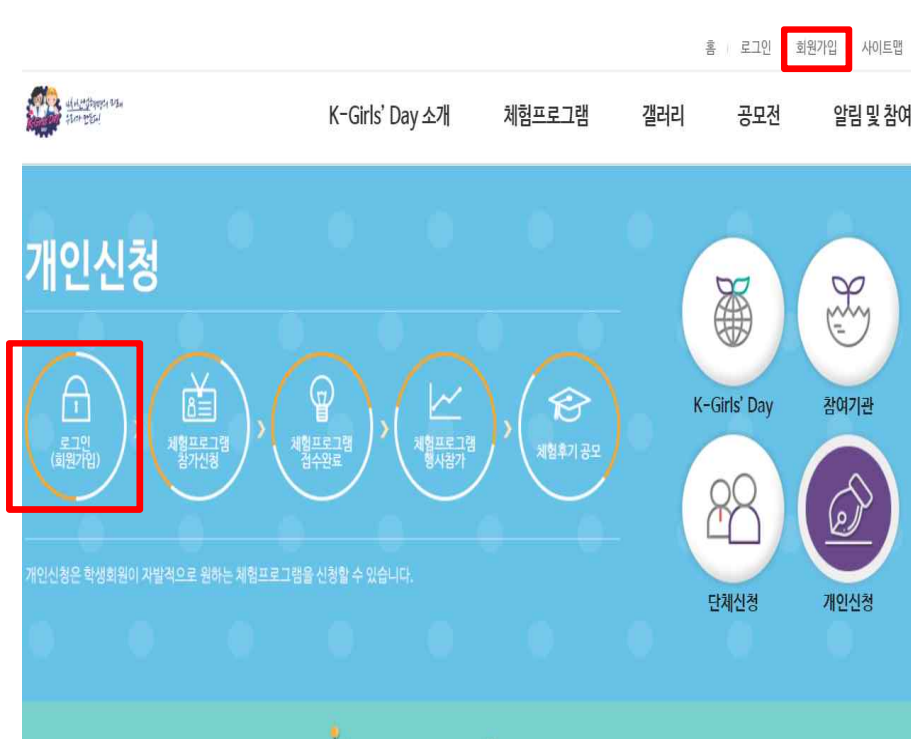 홈 로그인 회원가입 사이트맵
K-Girls' Day
K-Girls' Day 소개 체험프로그램 갤러리 공모전 알림 및 참여
개인신청
로그인
(회원가입)
체험프로그램
참가신청
체험프로그램
접수완료
체험프로그램
행사참가
체험후기 공모
개인신청은 학생회원이 자발적으로 원하는 체험프로그램을 신청할 수 있습니다.
K-Girls' Day 참여기관
단체신청 개인신청